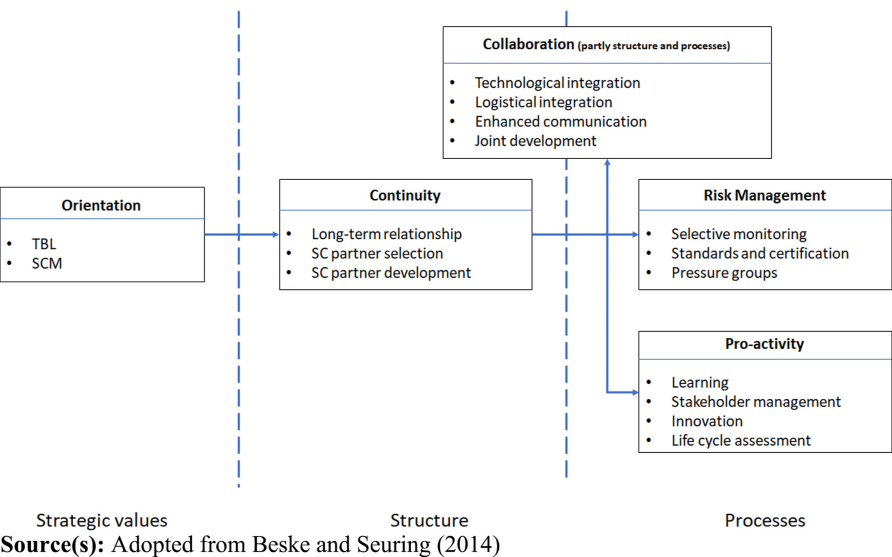 Collaboration (partly structure and processes)
• Technological integration
• Logistical integration
• Enhanced communication
• Joint development
Orientation
• TBL
• SCM
Continuity
• Long-term relationship
• SC partner selection
• SC partner development
Risk Management
• Selective monitoring
• Standards and certification
• Pressure groups
Pro-activity
• Learning
• Stakeholder management
• Innovation
• Life cycle assessment
Strategic values
Structure
Processes
Source(s): Adopted from Beske and Seuring (2014)